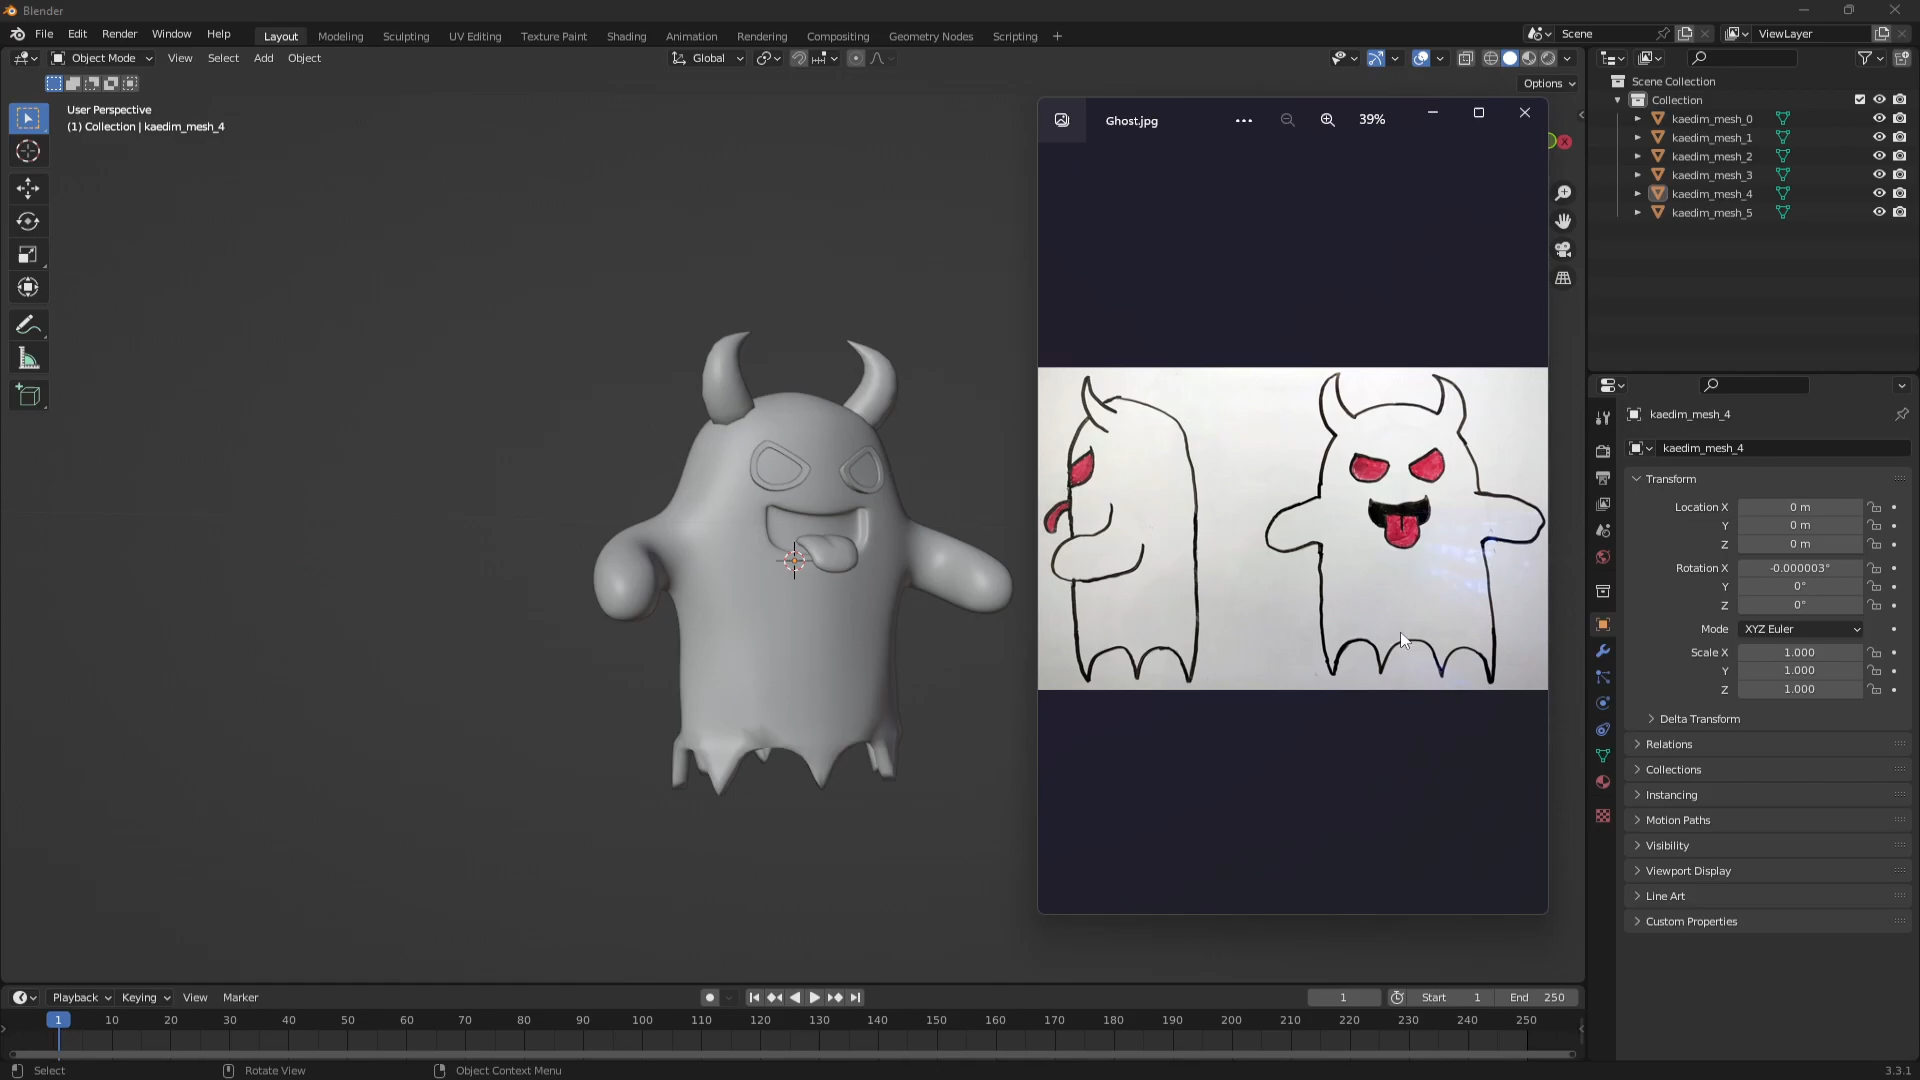 Blender
File Edit Render Window Help Layout Modeling Sculpting UV Editing Texture Paint Shading Animation Rendering Compositing Geometry Nodes Scripting + Scene ViewLayer
Object Mode View Select Add Object Global
Options
User Perspective
(1) Collection | kaedim_mesh_4
Ghost.jpg ... 39%
X
Scene Collection
Collection
kaedim_mesh_0
kaedim_mesh_1
kaedim_mesh_2
kaedim_mesh_3
kaedim_mesh_4
kaedim_mesh_5
kaedim_mesh_4
kaedim_mesh_4
Transform
Location X 0 m
Y 0 m
Z 0 m
Rotation X -0.000003°
Y 0°
Z 0°
Mode XYZ Euler
Scale X 1.000
Y 1.000
Z 1.000
Delta Transform
Relations
Collections
Instancing
Motion Paths
Visibility
Viewport Display
Line Art
Custom Properties
Playback Keying View Marker 1 Start 1 End 250
1 10 20 30 40 50 60 70 80 90 100 110 120 130 140 150 160 170 180 190 200 210 220 230 240 250
Select Rotate View Object Context Menu 3.3.1